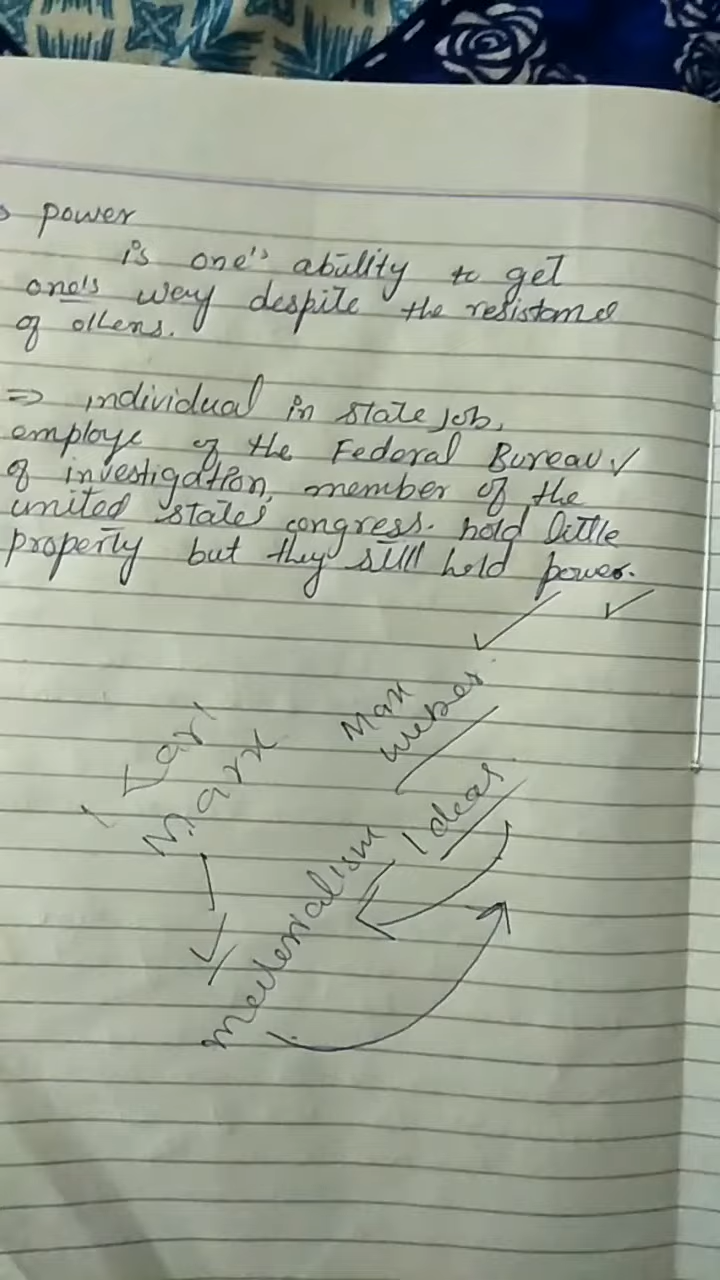 power
is one's ability to get
one's way despite the resistance
of others.
⇒ individual in state job,
employe of the Federal Bureau ✓
of investigation, member of the
united states congress. hold little
property but they still held power.
Karl
Marx
Max
Weber
Ideas
materialism